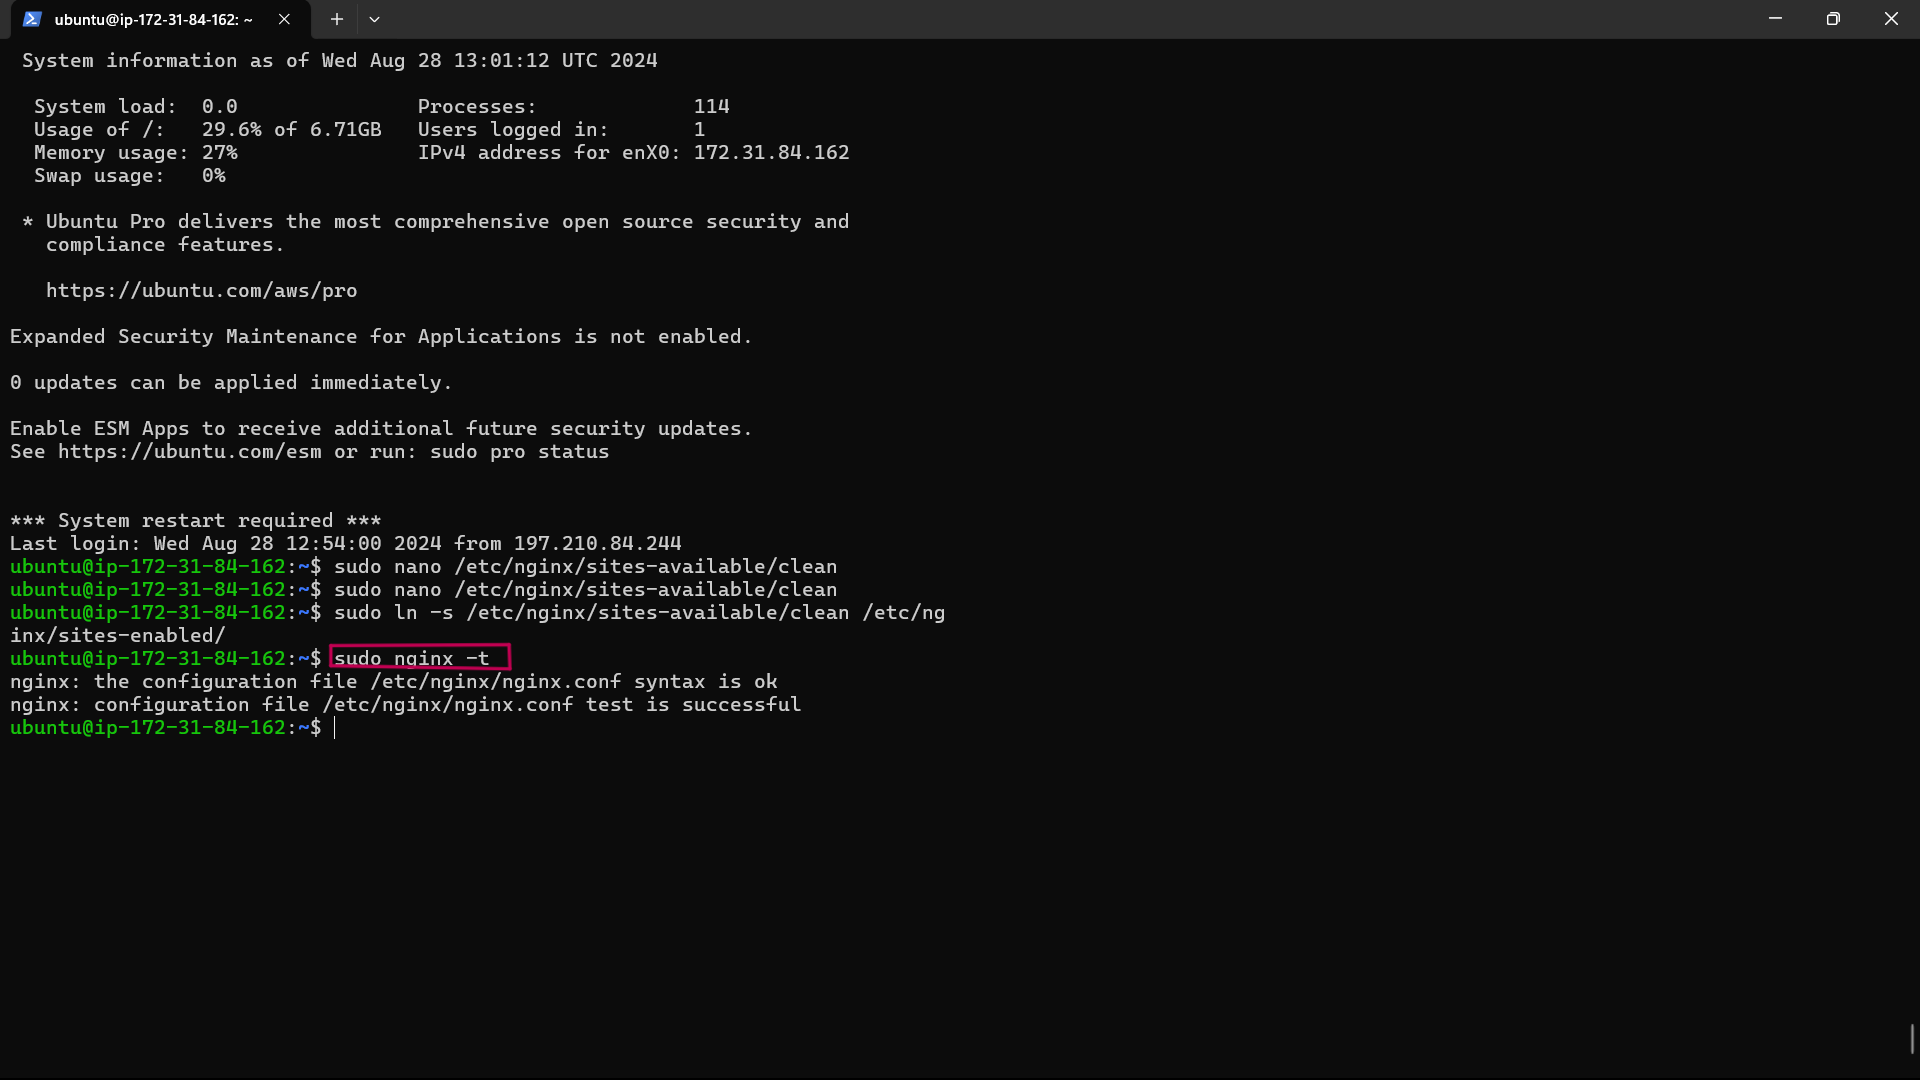 ubuntu@ip-172-31-84-162: ~
System information as of Wed Aug 28 13:01:12 UTC 2024
System load:  0.0               Processes:             114
Usage of /:   29.6% of 6.71GB   Users logged in:       1
Memory usage: 27%               IPv4 address for enX0: 172.31.84.162
Swap usage:   0%
* Ubuntu Pro delivers the most comprehensive open source security and
compliance features.
https://ubuntu.com/aws/pro
Expanded Security Maintenance for Applications is not enabled.
0 updates can be applied immediately.
Enable ESM Apps to receive additional future security updates.
See https://ubuntu.com/esm or run: sudo pro status
*** System restart required ***
Last login: Wed Aug 28 12:54:00 2024 from 197.210.84.244
ubuntu@ip-172-31-84-162:~$ sudo nano /etc/nginx/sites-available/clean
ubuntu@ip-172-31-84-162:~$ sudo nano /etc/nginx/sites-available/clean
ubuntu@ip-172-31-84-162:~$ sudo ln -s /etc/nginx/sites-available/clean /etc/ng
inx/sites-enabled/
ubuntu@ip-172-31-84-162:~$ sudo nginx -t
nginx: the configuration file /etc/nginx/nginx.conf syntax is ok
nginx: configuration file /etc/nginx/nginx.conf test is successful
ubuntu@ip-172-31-84-162:~$